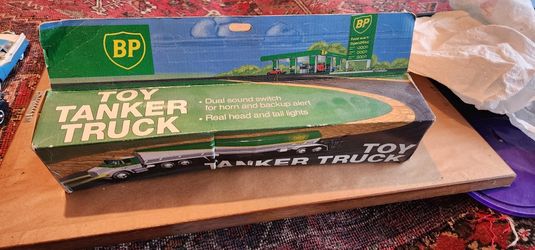 BP
BP
TOY
TANKER
TRUCK
• Dual sound switch
for horn and backup alert
• Real head and tail lights
TOY
TANKER TRUCK